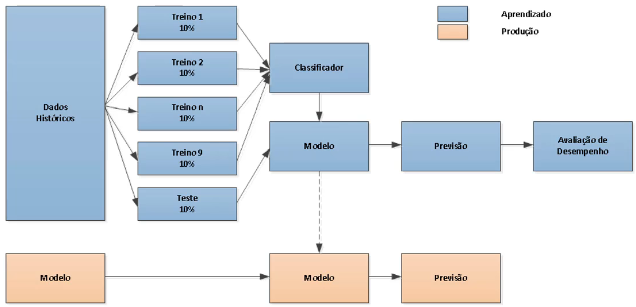 Treino 1
10%
Aprendizado
Produção
Treino 2
10%
Classificador
Dados
Históricos
Treino n
10%
Treino 9
10%
Modelo
Previsão
Avaliação de
Desempenho
Teste
10%
Modelo
Modelo
Previsão